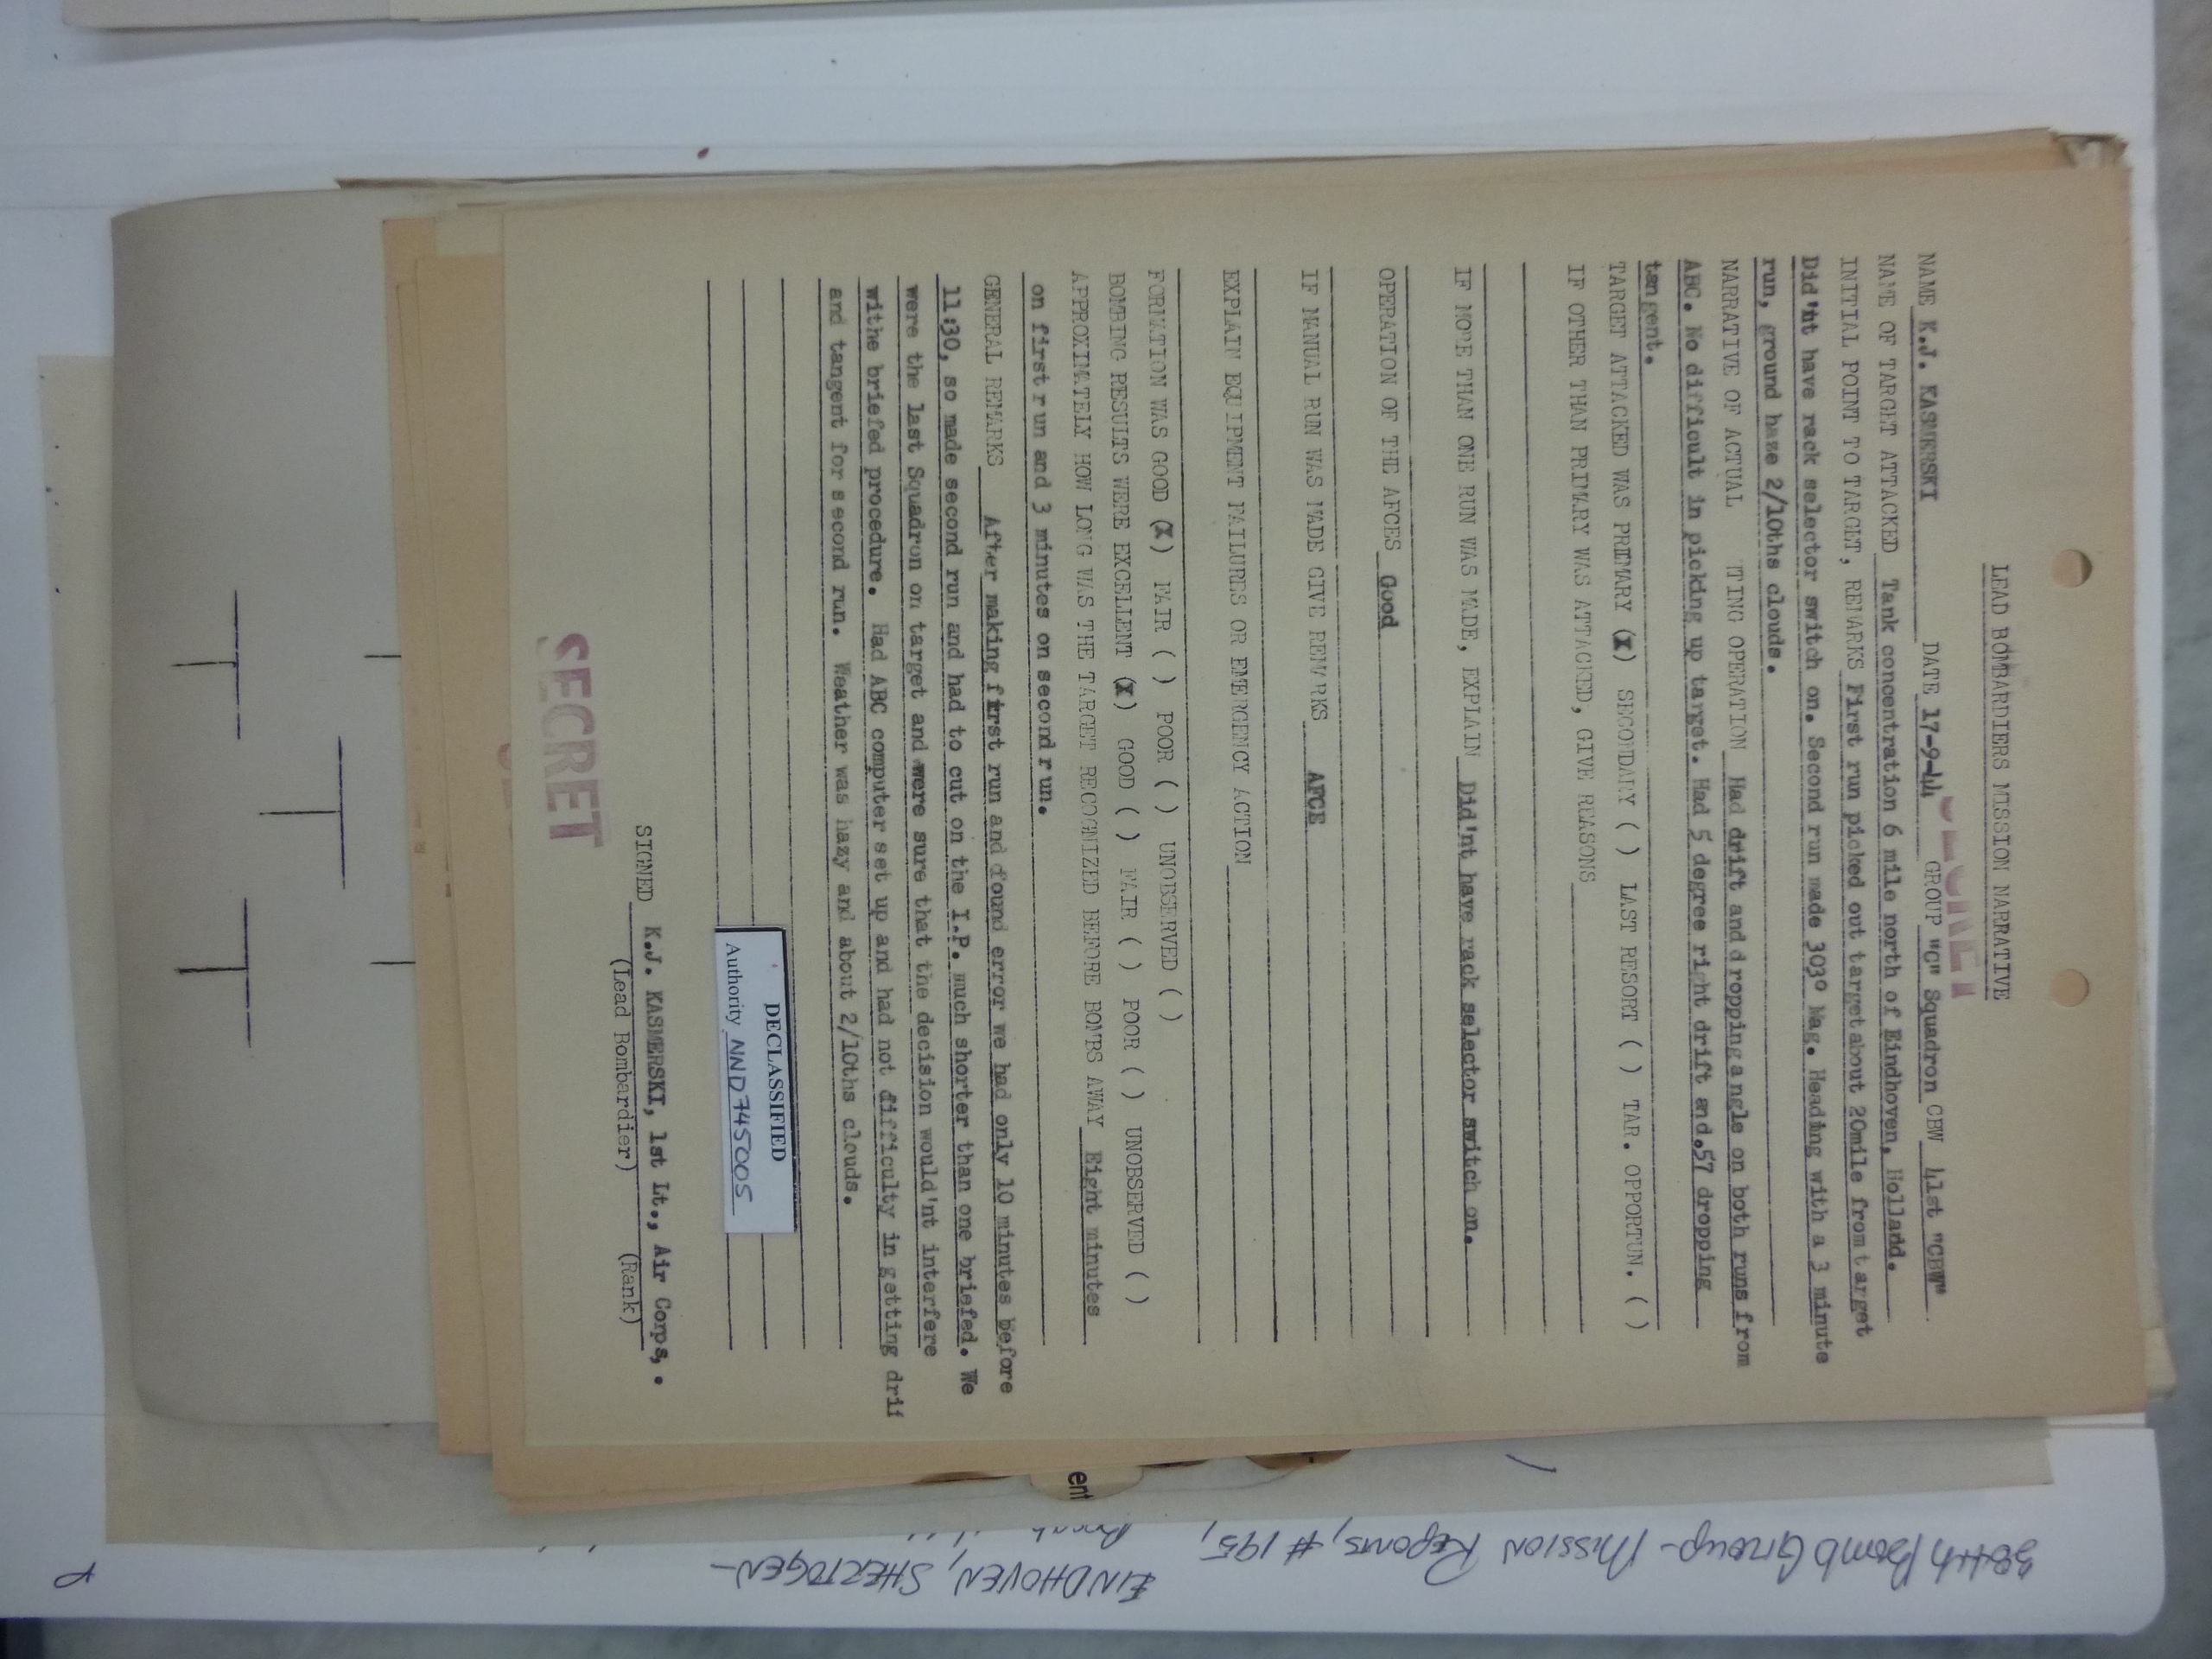 SECRET
LEAD BOMBARDIERS MISSION NARRATIVE
NAME K.J. KASMERSKI DATE 17-9-44 GROUP "C" Squadron CBW 41st "CBW"
NAME OF TARGET ATTACKED Tank concentration 6 mile north of Eindhoven, Holladd.
INITIAL POINT TO TARGET, REMARKS First run picked out target about 20mile from target
Did'nt have rack selector switch on. Second run made 303° Mag. Heading with a 3 minute
run, ground haze 2/10ths clouds.
NARRATIVE OF ACTUAL TING OPERATION Had drift and dropping angle on both runs from
ABC. No difficult in picking up target. Had 5 degree right drift and .57 dropping
tangent.
TARGET ATTACKED WAS PRIMARY (X) SECONDARY ( ) LAST RESORT ( ) TAR. OPPORTUN. ( )
IF OTHER THAN PRIMARY WAS ATTACKED, GIVE REASONS
IF MORE THAN ONE RUN WAS MADE, EXPLAIN Did'nt have rack selector switch on.
OPERATION OF THE AFCES Good
IF MANUAL RUN WAS MADE GIVE REMARKS AFCE
EXPLAIN EQUIPMENT FAILURES OR EMERGENCY ACTION
FORMATION WAS GOOD (X) FAIR ( ) POOR ( ) UNOBSERVED ( )
BOMBING RESULTS WERE EXCELLENT (X) GOOD ( ) FAIR ( ) POOR ( ) UNOBSERVED ( )
APPROXIMATELY HOW LONG WAS THE TARGET RECOGNIZED BEFORE BOMBS AWAY Eight minutes
on first run and 3 minutes on second run.
GENERAL REMARKS After making first run and found error we had only 10 minutes before
11:30, so made second run and had to cut on the I.P. much shorter than one briefed. We
were the last Squadron on target and were sure that the decision would'nt interfere
withe briefed procedure. Had ABC computer set up and had not difficulty in getting drif
and tangent for second run. Weather was hazy and about 2/10ths clouds.
DECLASSIFIED
Authority NND745005
SIGNED K.J. KASMERSKI, 1st Lt., Air Corps, .
(Lead Bombardier) (Rank)
SECRET
ent
384th Bomb Group - Mission Reports, #195,
EINDHOVEN, SHERTOGEN-